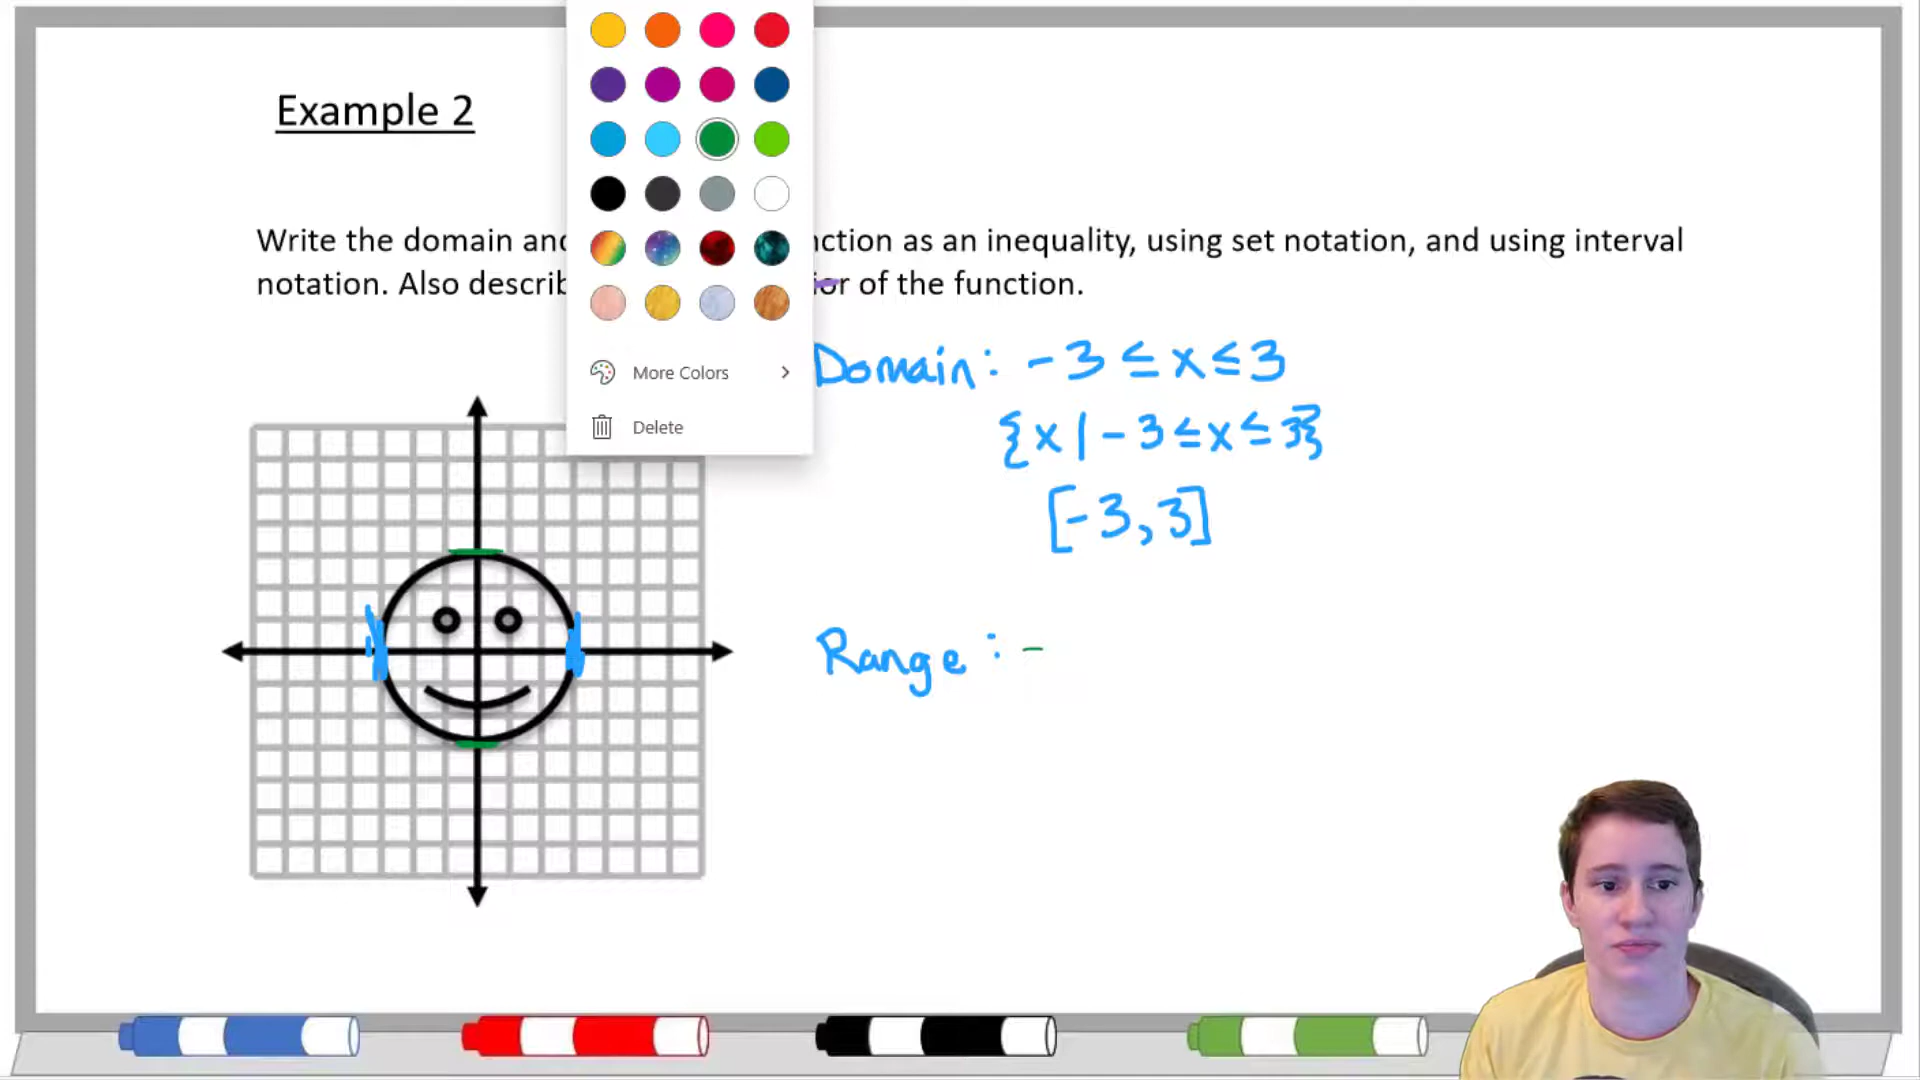 Example 2
Write the domain and nction as an inequality, using set notation, and using interval
notation. Also describ ior of the function.
More Colors
Delete
Domain: -3 ≤ x ≤ 3
{x | -3 ≤ x ≤ 3}
[-3, 3]
Range: -